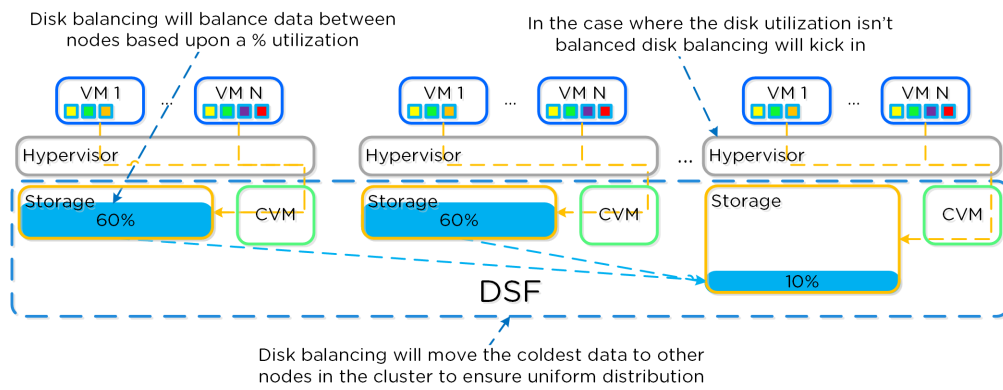 Disk balancing will balance data between
nodes based upon a % utilization
In the case where the disk utilization isn't
balanced disk balancing will kick in
VM 1
...
VM N
VM 1
...
VM N
VM 1
...
VM N
Hypervisor
Hypervisor
...
Hypervisor
Storage
60%
CVM
Storage
60%
CVM
Storage
10%
CVM
DSF
Disk balancing will move the coldest data to other
nodes in the cluster to ensure uniform distribution